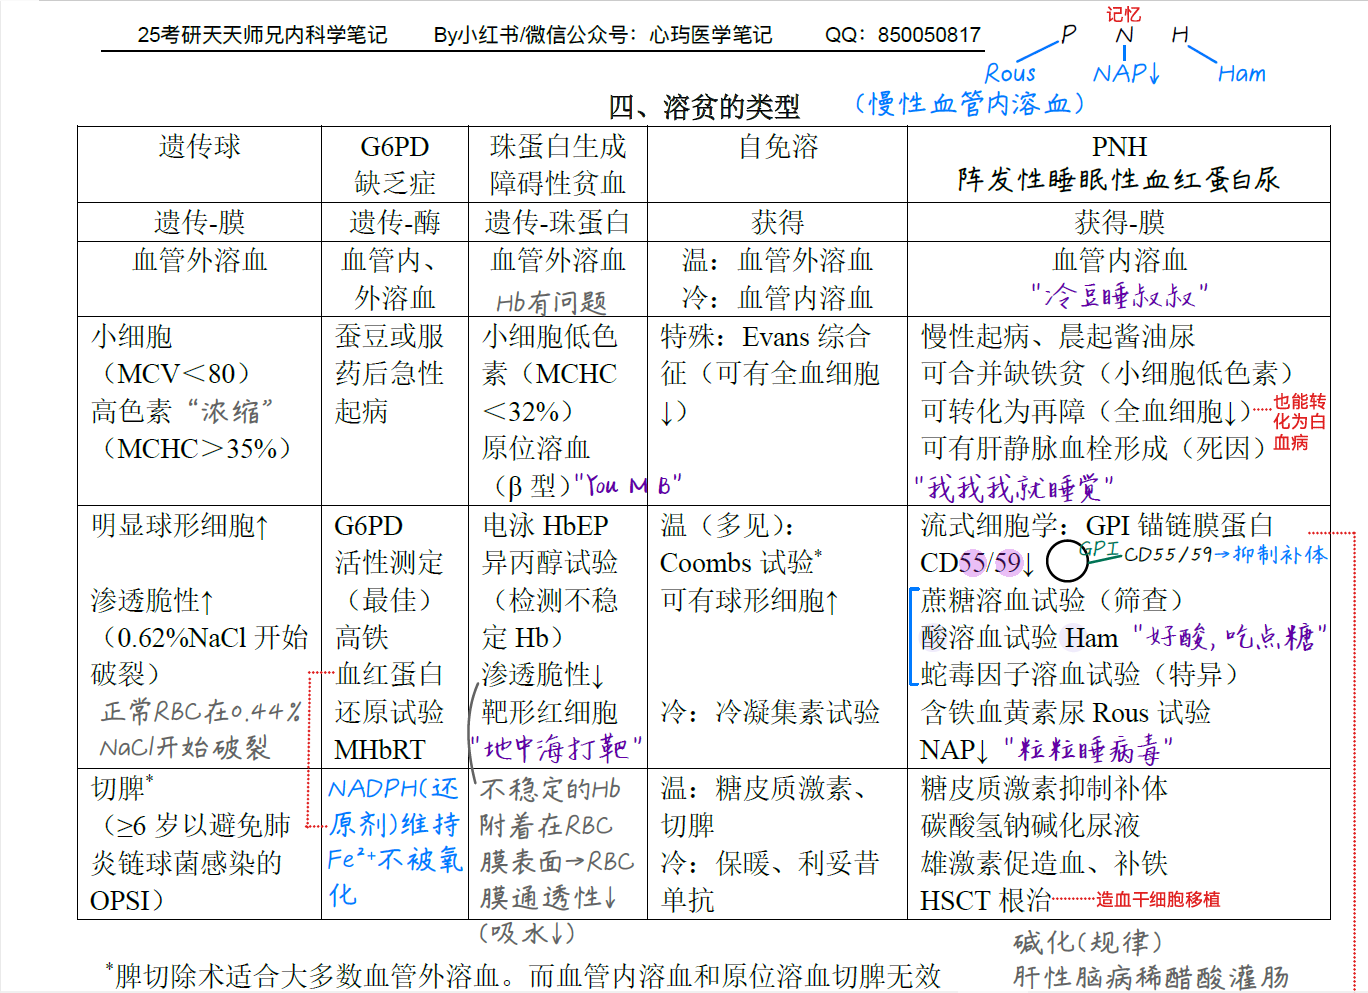 25考研天天师兄内科学笔记 By小红书/微信公众号：心玙医学笔记 QQ：850050817
记忆
P N H
Rous NAP↓ Ham
四、溶贫的类型 （慢性血管内溶血）
遗传球
G6PD
缺乏症
珠蛋白生成
障碍性贫血
自免溶
PNH
阵发性睡眠性血红蛋白尿
遗传-膜
遗传-酶
遗传-珠蛋白
获得
获得-膜
血管外溶血
血管内、
外溶血
血管外溶血
Hb有问题
温：血管外溶血
冷：血管内溶血
血管内溶血
"冷豆睡叔叔"
小细胞
（MCV＜80）
高色素“浓缩”
（MCHC＞35%）
蚕豆或服
药后急性
起病
小细胞低色
素（MCHC
＜32%）
原位溶血
（β 型）"You M B"
特殊：Evans 综合
征（可有全血细胞
↓）
慢性起病、晨起酱油尿
可合并缺铁贫（小细胞低色素）
可转化为再障（全血细胞↓）
也能转
化为白
血病
可有肝静脉血栓形成（死因）
"我我我就睡觉"
明显球形细胞↑
渗透脆性↑
（0.62%NaCl 开始
破裂）
正常RBC在0.44%
NaCl开始破裂
G6PD
活性测定
（最佳）
高铁
血红蛋白
还原试验
MHbRT
电泳 HbEP
异丙醇试验
（检测不稳
定 Hb）
渗透脆性↓
靶形红细胞
"地中海打靶"
温（多见）：
Coombs 试验*
可有球形细胞↑
冷：冷凝集素试验
流式细胞学：GPI 锚链膜蛋白
CD55/59↓ GPI CD55/59→抑制补体
蔗糖溶血试验（筛查）
酸溶血试验 Ham "好酸,吃点糖"
蛇毒因子溶血试验（特异）
含铁血黄素尿 Rous 试验
NAP↓ "粒粒睡病毒"
切脾*
（≥6 岁以避免肺
炎链球菌感染的
OPSI）
NADPH(还
原剂)维持
Fe²⁺不被氧
化
不稳定的Hb
附着在RBC
膜表面→RBC
膜通透性↓
(吸水↓)
温：糖皮质激素、
切脾
冷：保暖、利妥昔
单抗
糖皮质激素抑制补体
碳酸氢钠碱化尿液
雄激素促造血、补铁
HSCT 根治 造血干细胞移植
碱化(规律)
肝性脑病稀醋酸灌肠
*脾切除术适合大多数血管外溶血。而血管内溶血和原位溶血切脾无效